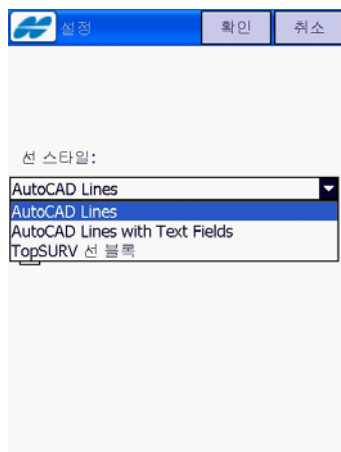 설정
확인
취소
선 스타일:
AutoCAD Lines
AutoCAD Lines
AutoCAD Lines with Text Fields
TopSURV 선 블록